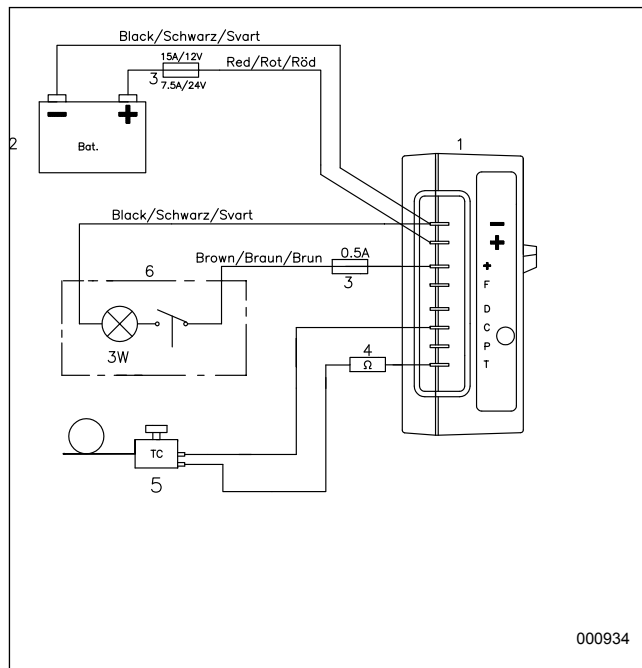 Black/Schwarz/Svart
15A/12V
3
7.5A/24V
Red/Rot/Röd
2
− +
Bat.
1
Black/Schwarz/Svart
−
+
Brown/Braun/Brun
0.5A
3
+
F
D
C
P
T
6
3W
4
Ω
TC
5
000934